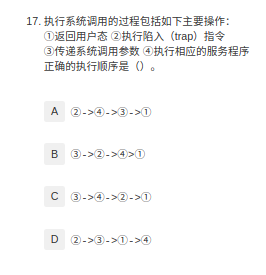 17. 执行系统调用的过程包括如下主要操作：
①返回用户态 ②执行陷入（trap）指令
③传递系统调用参数 ④执行相应的服务程序
正确的执行顺序是（）。
A ②->④->③->①
B ③->②->④>①
C ③->④->②->①
D ②->③->①->④